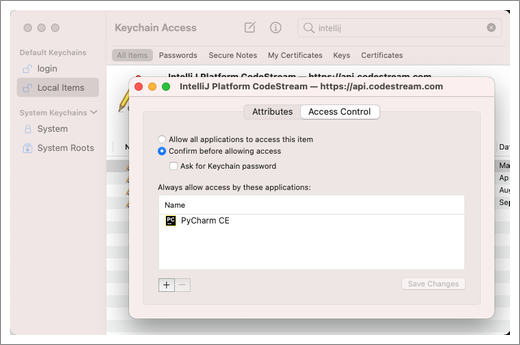 Keychain Access
intellij
Default Keychains
login
Local Items
System Keychains
System
System Roots
All Items
Passwords
Secure Notes
My Certificates
Keys
Certificates
IntelliJ Platform CodeStream — https://api.codestream.com
IntelliJ Platform CodeStream — https://api.codestream.com
Attributes
Access Control
Allow all applications to access this item
Confirm before allowing access
Ask for Keychain password
Always allow access by these applications:
Name
PC
PyCharm CE
+
−
Save Changes
N
Dat
Ma
Ap
Aug
Sep